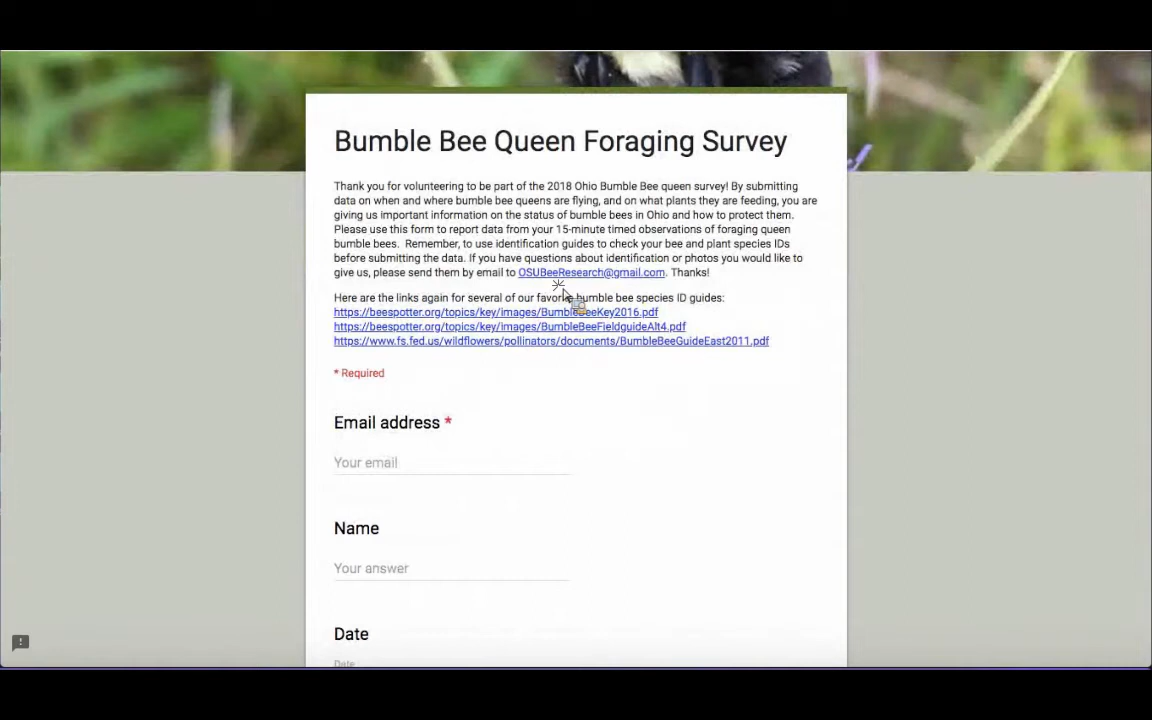 Bumble Bee Queen Foraging Survey
Thank you for volunteering to be part of the 2018 Ohio Bumble Bee queen survey! By submitting
data on when and where bumble bee queens are flying, and on what plants they are feeding, you are
giving us important information on the status of bumble bees in Ohio and how to protect them.
Please use this form to report data from your 15-minute timed observations of foraging queen
bumble bees. Remember, to use identification guides to check your bee and plant species IDs
before submitting the data. If you have questions about identification or photos you would like to
give us, please send them by email to OSUBeeResearch@gmail.com. Thanks!
Here are the links again for several of our favorite bumble bee species ID guides:
https://beespotter.org/topics/key/images/BumbleBeeKey2016.pdf
https://beespotter.org/topics/key/images/BumbleBeeFieldguideAlt4.pdf
https://www.fs.fed.us/wildflowers/pollinators/documents/BumbleBeeGuideEast2011.pdf
* Required
Email address *
Your email
Name
Your answer
Date
Date